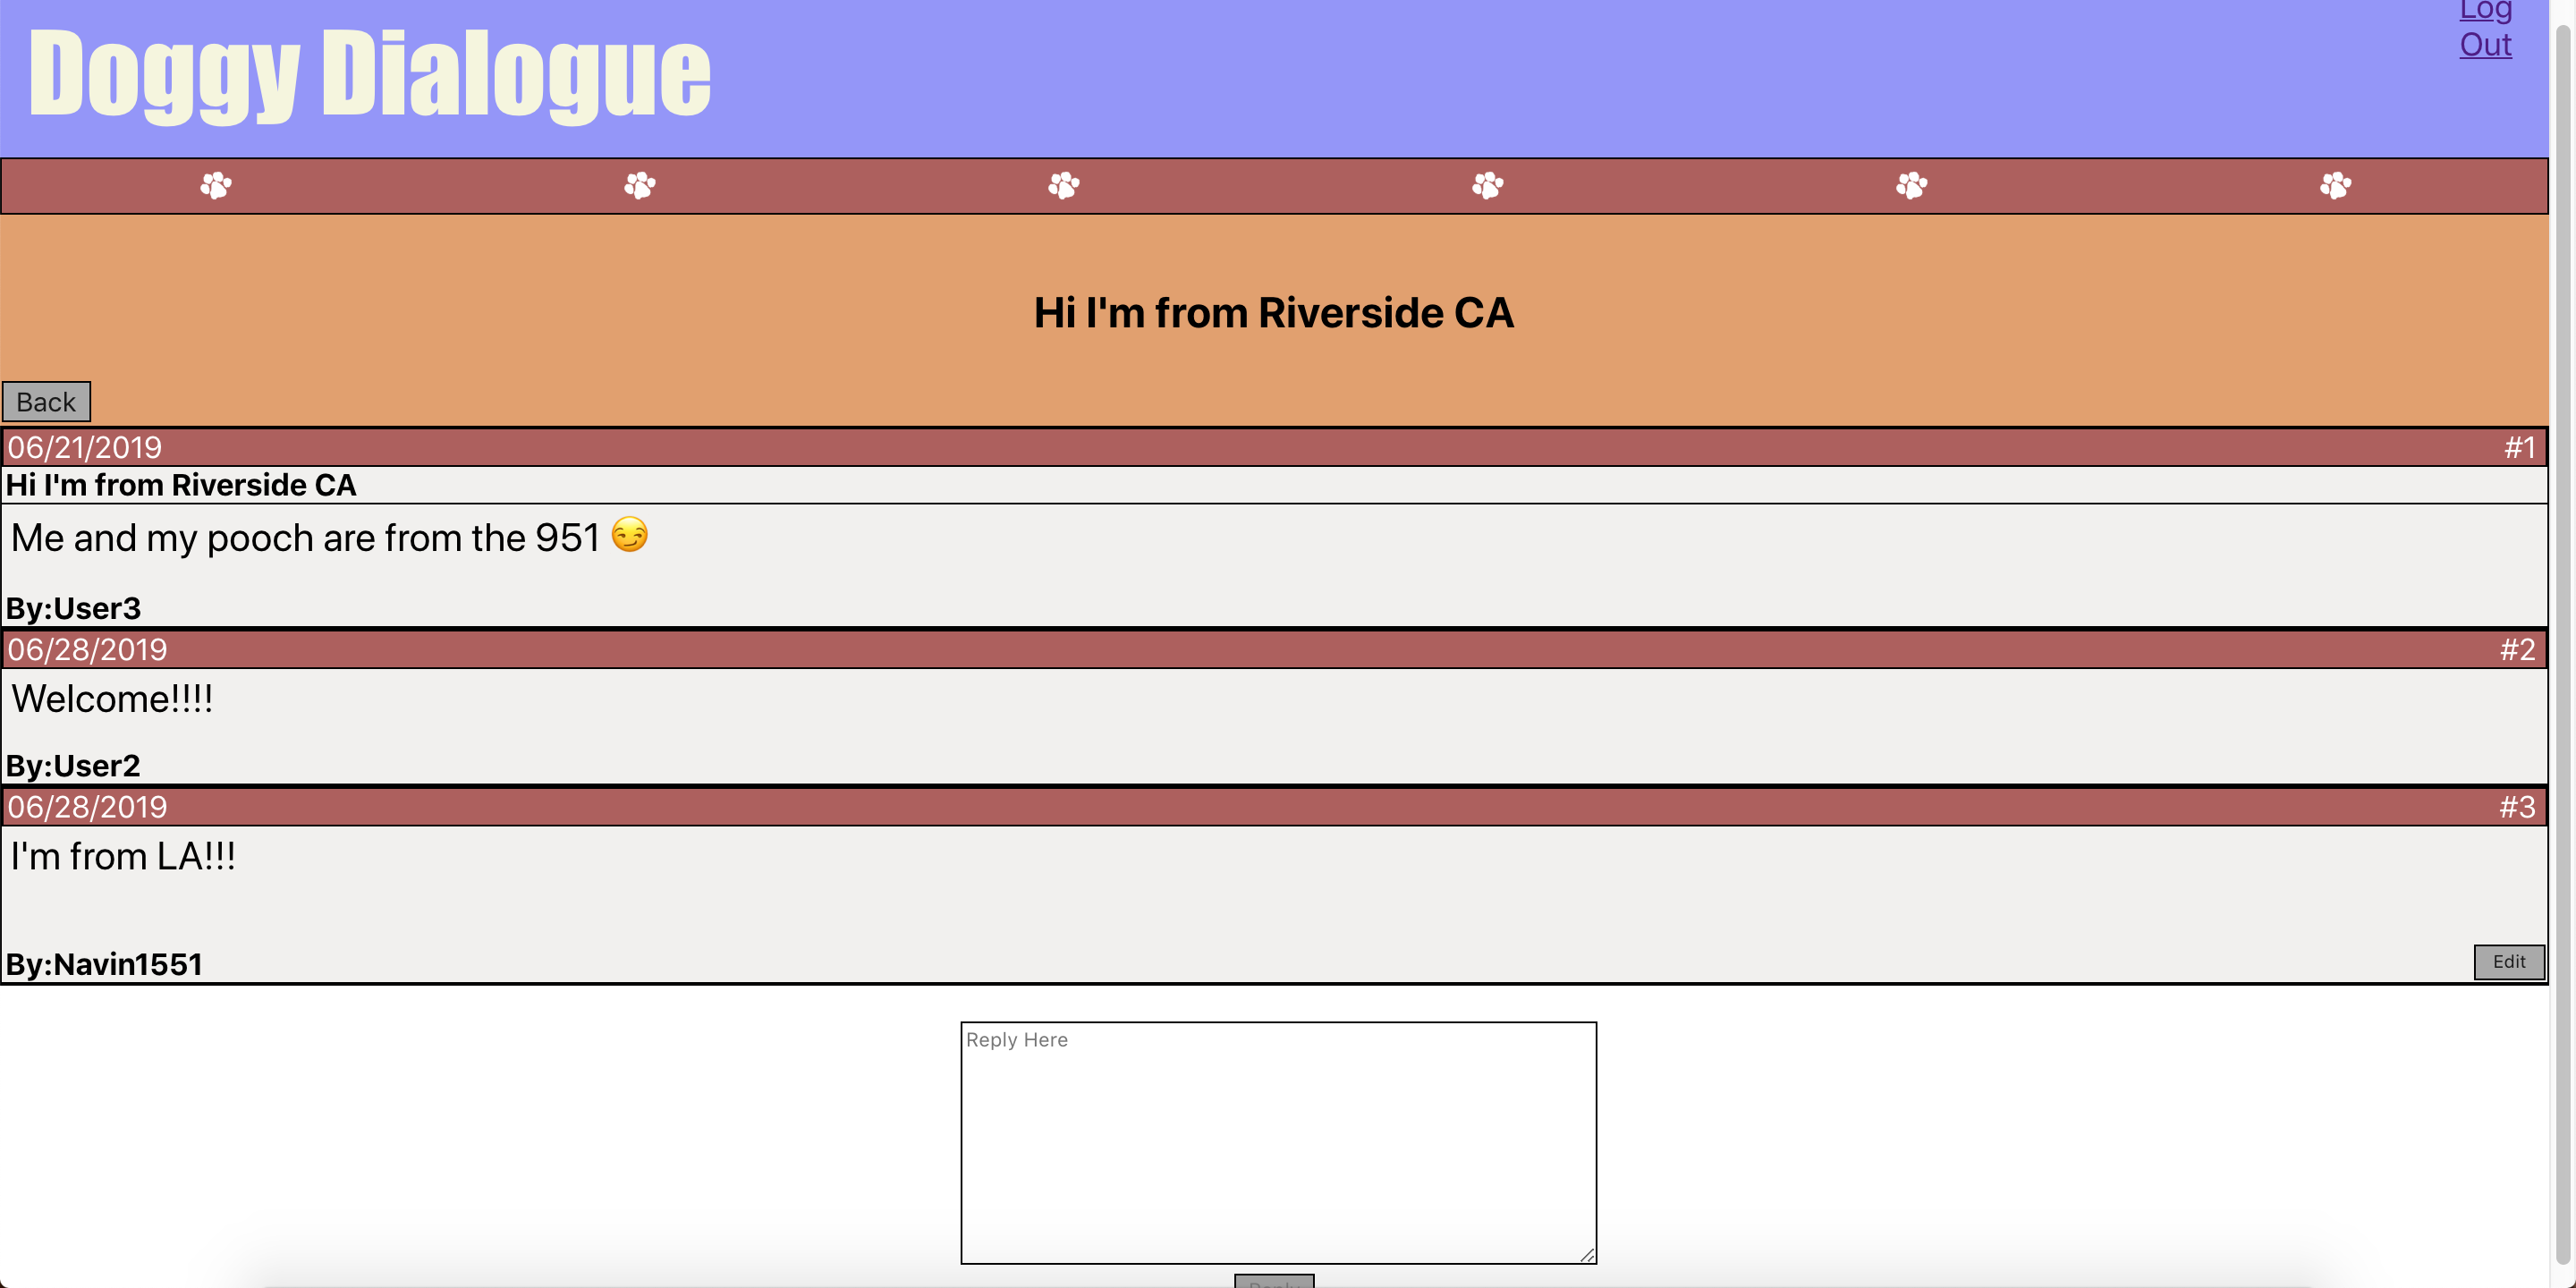 Doggy Dialogue
Log
Out
Hi I'm from Riverside CA
Back
06/21/2019 #1
Hi I'm from Riverside CA
Me and my pooch are from the 951 😏
By:User3
06/28/2019 #2
Welcome!!!!
By:User2
06/28/2019 #3
I'm from LA!!!
By:Navin1551
Edit
Reply Here